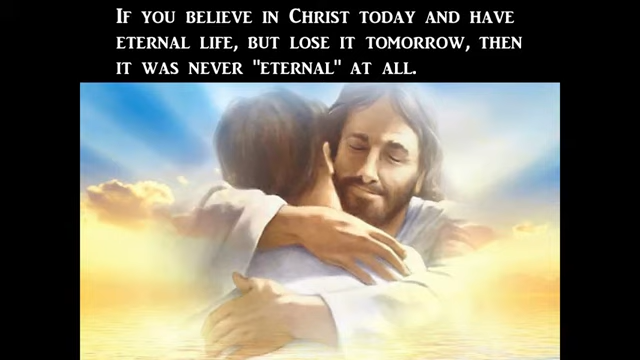 If you believe in Christ today and have
eternal life, but lose it tomorrow, then
it was never "eternal" at all.